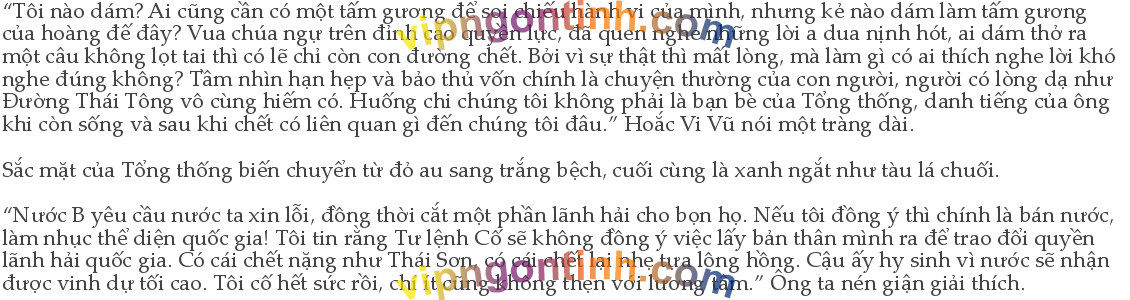 “Tôi nào dám? Ai cũng cần có một tấm gương để soi chiếu hành vi của mình, nhưng kẻ nào dám làm tấm gương
của hoàng đế đây? Vua chúa ngự trên đỉnh cao quyền lực, đã quen nghe những lời a dua nịnh hót, ai dám thở ra
một câu không lọt tai thì có lẽ chỉ còn con đường chết. Bởi vì sự thật thì mất lòng, mà làm gì có ai thích nghe lời khó
nghe đúng không? Tầm nhìn hạn hẹp và bảo thủ vốn chính là chuyện thường của con người, người có lòng dạ như
Đường Thái Tông vô cùng hiếm có. Huống chi chúng tôi không phải là bạn bè của Tổng thống, danh tiếng của ông
khi còn sống và sau khi chết có liên quan gì đến chúng tôi đâu.” Hoắc Vi Vũ nói một tràng dài.
Sắc mặt của Tổng thống biến chuyển từ đỏ au sang trắng bệch, cuối cùng là xanh ngắt như tàu lá chuối.
“Nước B yêu cầu nước ta xin lỗi, đồng thời cắt một phần lãnh hải cho bọn họ. Nếu tôi đồng ý thì chính là bán nước,
làm nhục thể diện quốc gia! Tôi tin rằng Tư lệnh Cố sẽ không đồng ý việc lấy bản thân mình ra để trao đổi quyền
lãnh hải quốc gia. Có cái chết nặng như Thái Sơn, có cái chết lại nhẹ tựa lông hồng. Cậu ấy hy sinh vì nước sẽ nhận
được vinh dự tối cao. Tôi cố hết sức rồi, chí ít cũng không thẹn với lương tâm.” Ông ta nén giận giải thích.
vipngontinh.com
vipngontinh.com